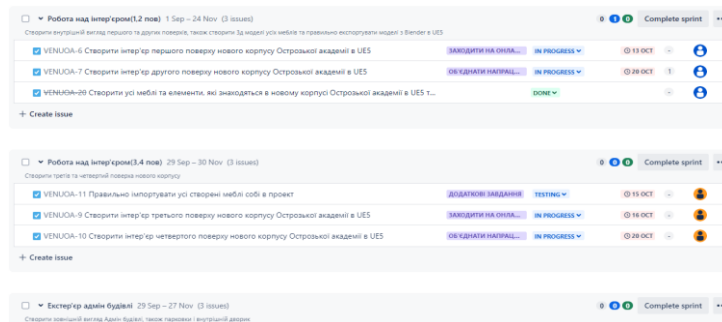 Робота над інтер'єром(1,2 пов) 1 Sep – 24 Nov (3 issues) 0 1 0 Complete sprint
Створити внутрішній вигляд першого та других поверхів, також створити 3д моделі усіх меблів та правильно експортувати моделі з Blender в UE5
VENUOA-6 Створити інтер'єр першого поверху нового корпусу Острозької академії в UE5 ЗАХОДИТИ НА ОНЛА... IN PROGRESS 13 OCT -
VENUOA-7 Створити інтер'єр другого поверху нового корпусу Острозької академії в UE5 ОБ'ЄДНАТИ НАПРАЦ... IN PROGRESS 20 OCT 1
VENUOA-20 Створити усі меблі та елементи, які знаходяться в новому корпусі Острозької академії в UE5 т... DONE -
+ Create issue
Робота над інтер'єром(3,4 пов) 29 Sep – 30 Nov (3 issues) 0 0 0 Complete sprint
Створити третій та четвертий поверх нового корпусу
VENUOA-11 Правильно імпортувати усі створені меблі собі в проект ДОДАТКОВІ ЗАВДАННЯ TESTING 15 OCT -
VENUOA-9 Створити інтер'єр третього поверху нового корпусу Острозької академії в UE5 ЗАХОДИТИ НА ОНЛА... IN PROGRESS 16 OCT -
VENUOA-10 Створити інтер'єр четвертого поверху нового корпусу Острозької академії в UE5 ОБ'ЄДНАТИ НАПРАЦ... IN PROGRESS 20 OCT -
+ Create issue
Екстер'єр адмін будівлі 29 Sep – 27 Nov (3 issues) 0 0 0 Complete sprint
Створити зовнішній вигляд Адмін Будівлі, також парковки і внутрішній дворик